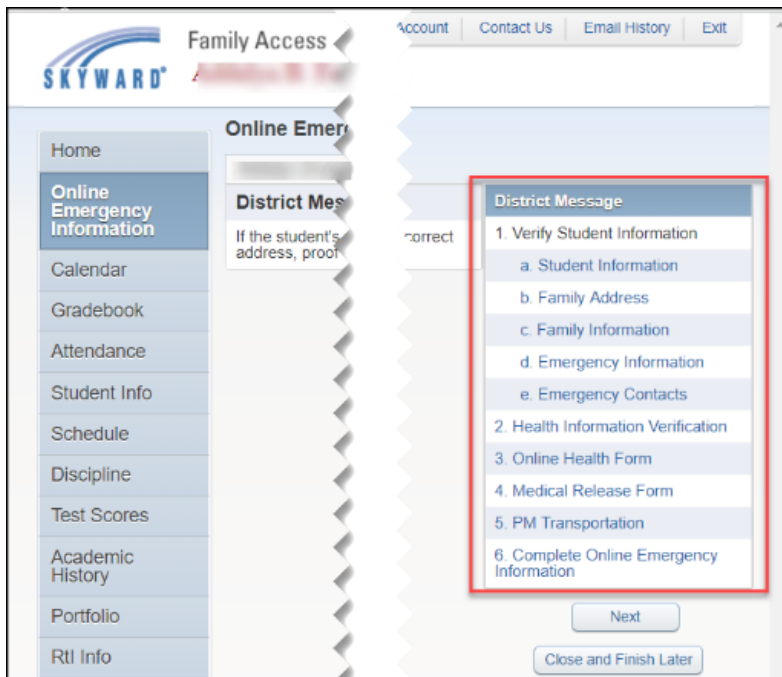 SKYWARD®
Family Access
Account
Contact Us
Email History
Exit
Home
Online
Emergency
Information
Calendar
Gradebook
Attendance
Student Info
Schedule
Discipline
Test Scores
Academic
History
Portfolio
RtI Info
Online Emer
District Mes
If the student's correct
address, proof
District Message
1. Verify Student Information
a. Student Information
b. Family Address
c. Family Information
d. Emergency Information
e. Emergency Contacts
2. Health Information Verification
3. Online Health Form
4. Medical Release Form
5. PM Transportation
6. Complete Online Emergency
Information
Next
Close and Finish Later